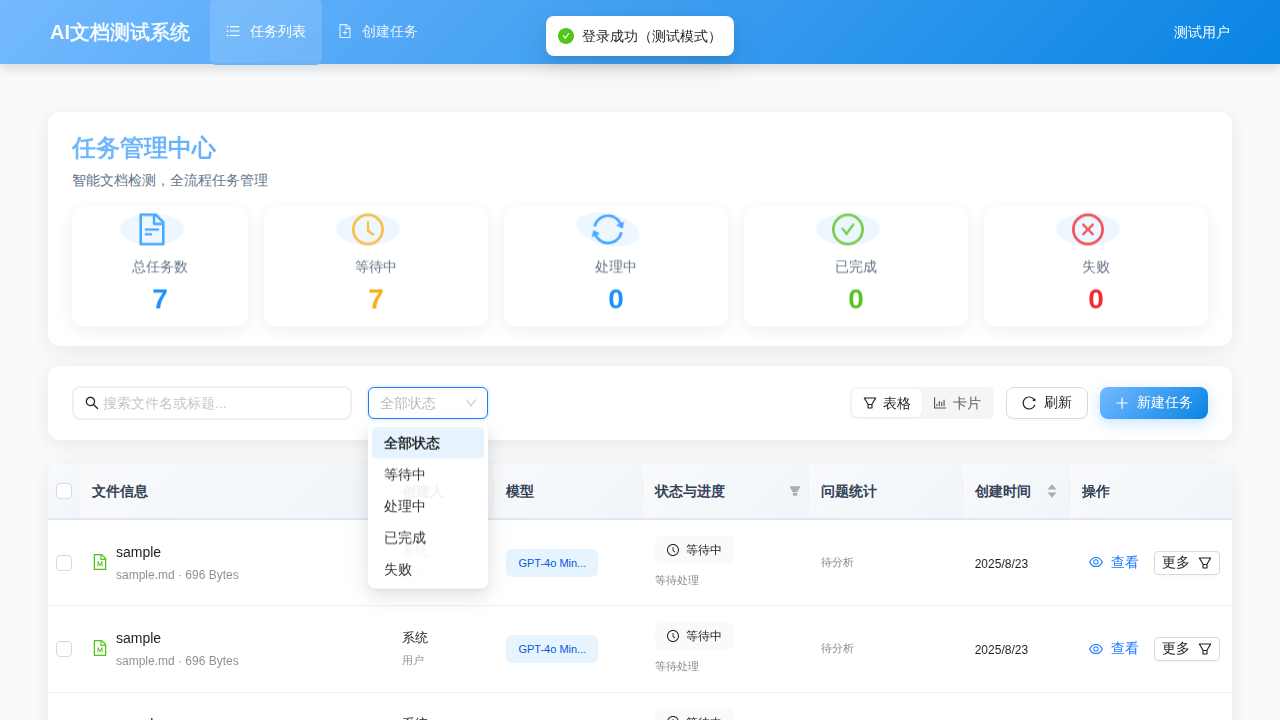 AI文档测试系统
任务列表
创建任务
登录成功（测试模式）
测试用户
任务管理中心
智能文档检测，全流程任务管理
总任务数
7
等待中
7
处理中
0
已完成
0
失败
0
搜索文件名或标题...
全部状态
表格
卡片
刷新
新建任务
全部状态
等待中
处理中
已完成
失败
文件信息
创建人
模型
状态与进度
问题统计
创建时间
操作
sample
sample.md · 696 Bytes
系统
GPT-4o Min...
等待中
等待处理
待分析
2025/8/23
查看
更多
sample
sample.md · 696 Bytes
系统
用户
GPT-4o Min...
等待中
等待处理
待分析
2025/8/23
查看
更多